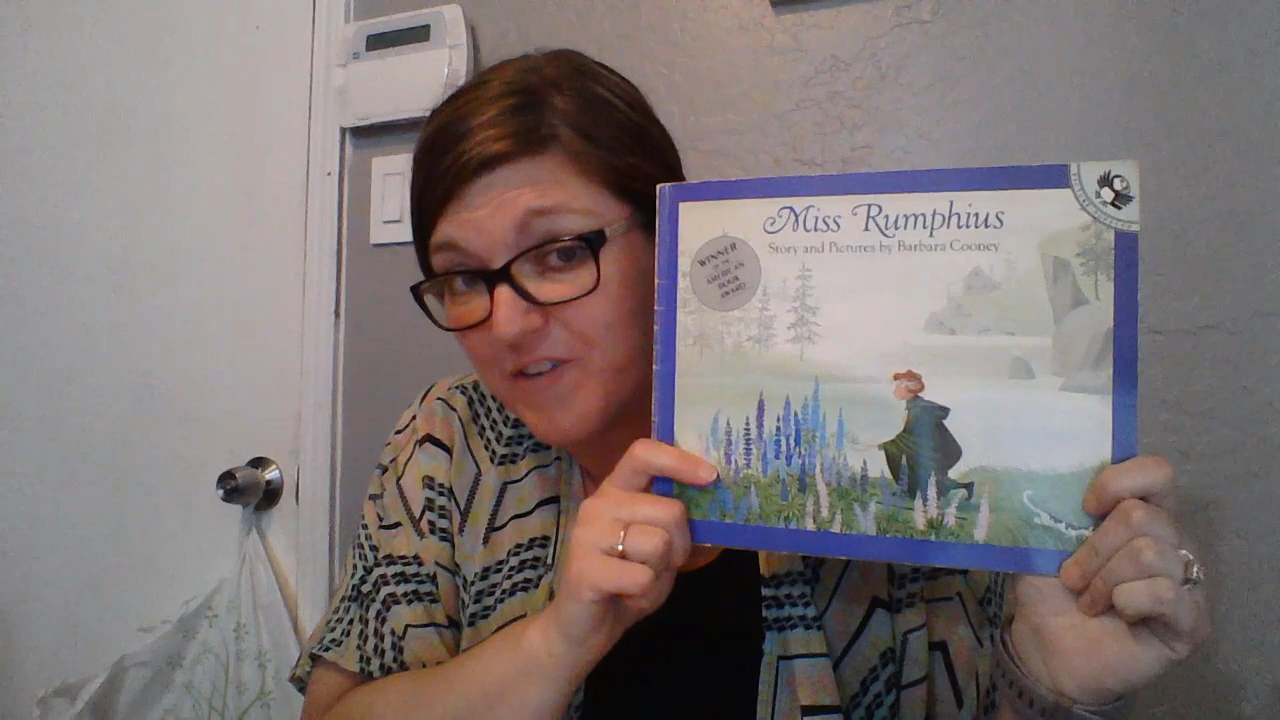 Miss Rumphius
Story and Pictures by Barbara Cooney
WINNER
OF THE
AMERICAN
BOOK
AWARD